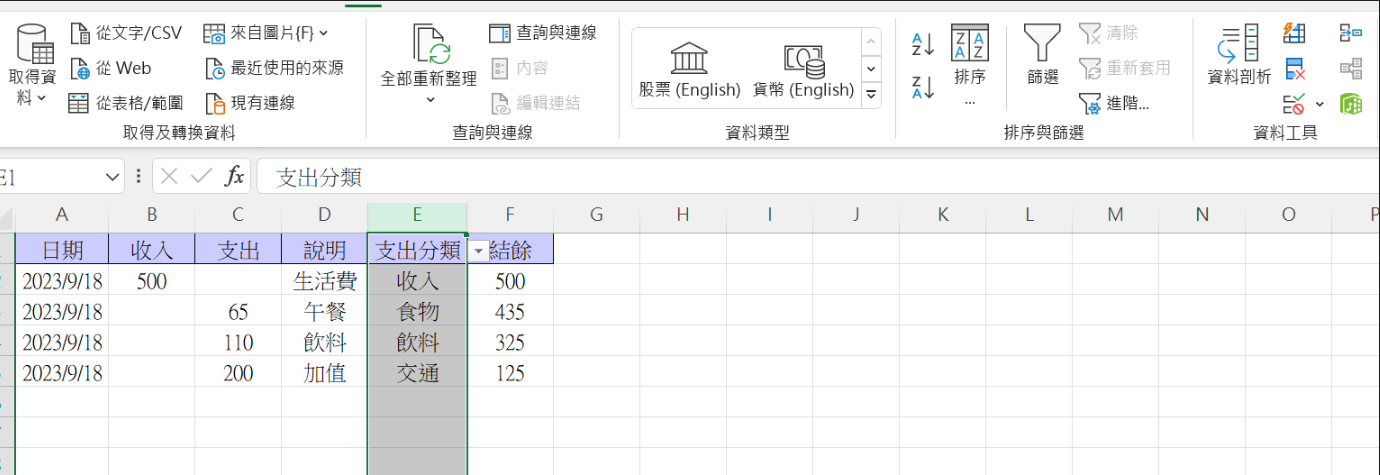 取得資料
從文字/CSV
從 Web
從表格/範圍
來自圖片{F}
最近使用的來源
現有連線
取得及轉換資料
全部重新整理
查詢與連線
內容
編輯連結
查詢與連線
股票 (English)
貨幣 (English)
資料類型
A Z
Z A
Z A A Z
排序...
篩選
清除
重新套用
進階...
排序與篩選
資料剖析
資料工具
E1 fx 支出分類
A B C D E F G H I J K L M N O P
日期 收入 支出 說明 支出分類 結餘
2023/9/18 500 生活費 收入 500
2023/9/18 65 午餐 食物 435
2023/9/18 110 飲料 飲料 325
2023/9/18 200 加值 交通 125